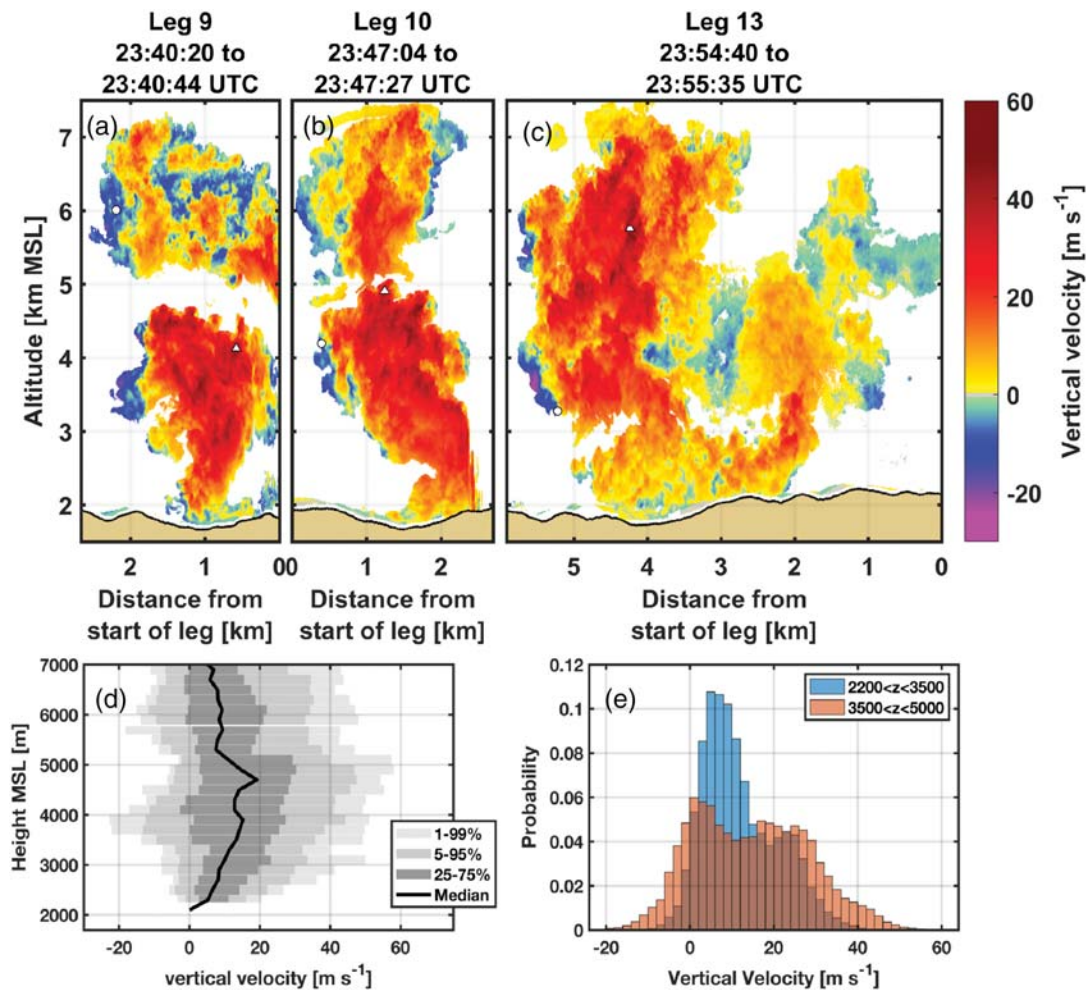 Leg 9
23:40:20 to
23:40:44 UTC
Leg 10
23:47:04 to
23:47:27 UTC
Leg 13
23:54:40 to
23:55:35 UTC
(a)
(b)
(c)
7
6
5
4
3
2
Altitude [km MSL]
2 1 0
0 1 2
5 4 3 2 1 0
Distance from
start of leg [km]
Distance from
start of leg [km]
Distance from
start of leg [km]
60
40
20
0
-20
Vertical velocity [m s⁻¹]
(d)
7000
6000
5000
4000
3000
2000
Height MSL [m]
1-99%
5-95%
25-75%
Median
-20 0 20 40 60
vertical velocity [m s⁻¹]
(e)
0.12
0.1
0.08
0.06
0.04
0.02
0
Probability
2200<z<3500
3500<z<5000
-20 0 20 40 60
Vertical Velocity [m s⁻¹]